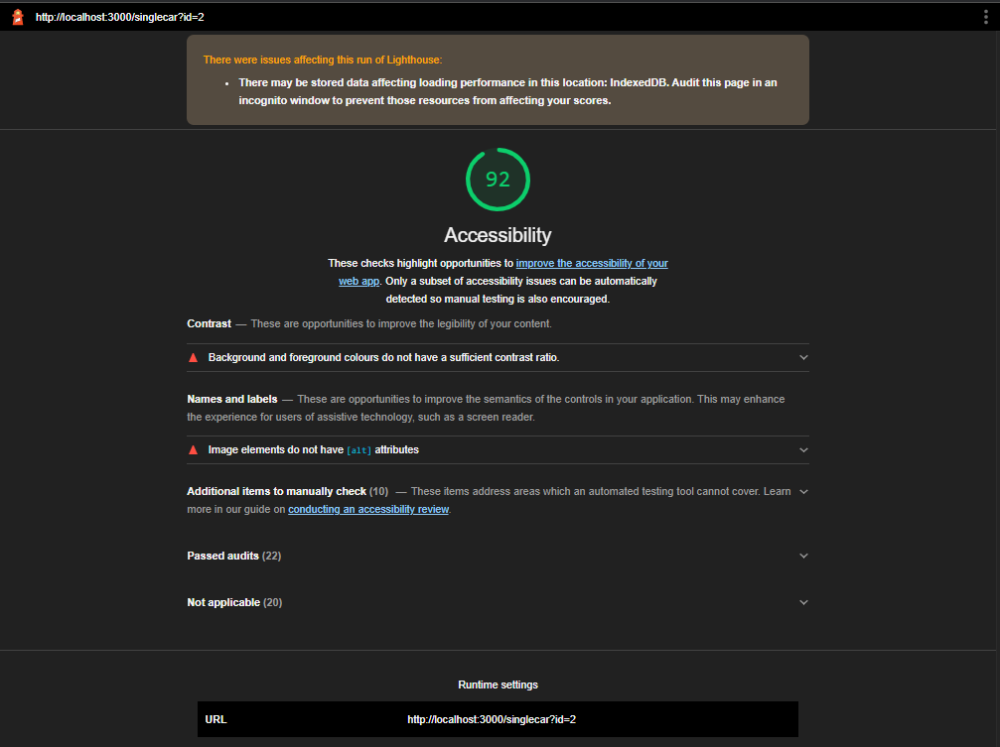 http://localhost:3000/singlecar?id=2
There were issues affecting this run of Lighthouse:
• There may be stored data affecting loading performance in this location: IndexedDB. Audit this page in an
incognito window to prevent those resources from affecting your scores.
92
Accessibility
These checks highlight opportunities to improve the accessibility of your
web app. Only a subset of accessibility issues can be automatically
detected so manual testing is also encouraged.
Contrast — These are opportunities to improve the legibility of your content.
Background and foreground colours do not have a sufficient contrast ratio.
Names and labels — These are opportunities to improve the semantics of the controls in your application. This may enhance
the experience for users of assistive technology, such as a screen reader.
Image elements do not have [alt] attributes
Additional items to manually check (10) — These items address areas which an automated testing tool cannot cover. Learn
more in our guide on conducting an accessibility review.
Passed audits (22)
Not applicable (20)
Runtime settings
URL http://localhost:3000/singlecar?id=2